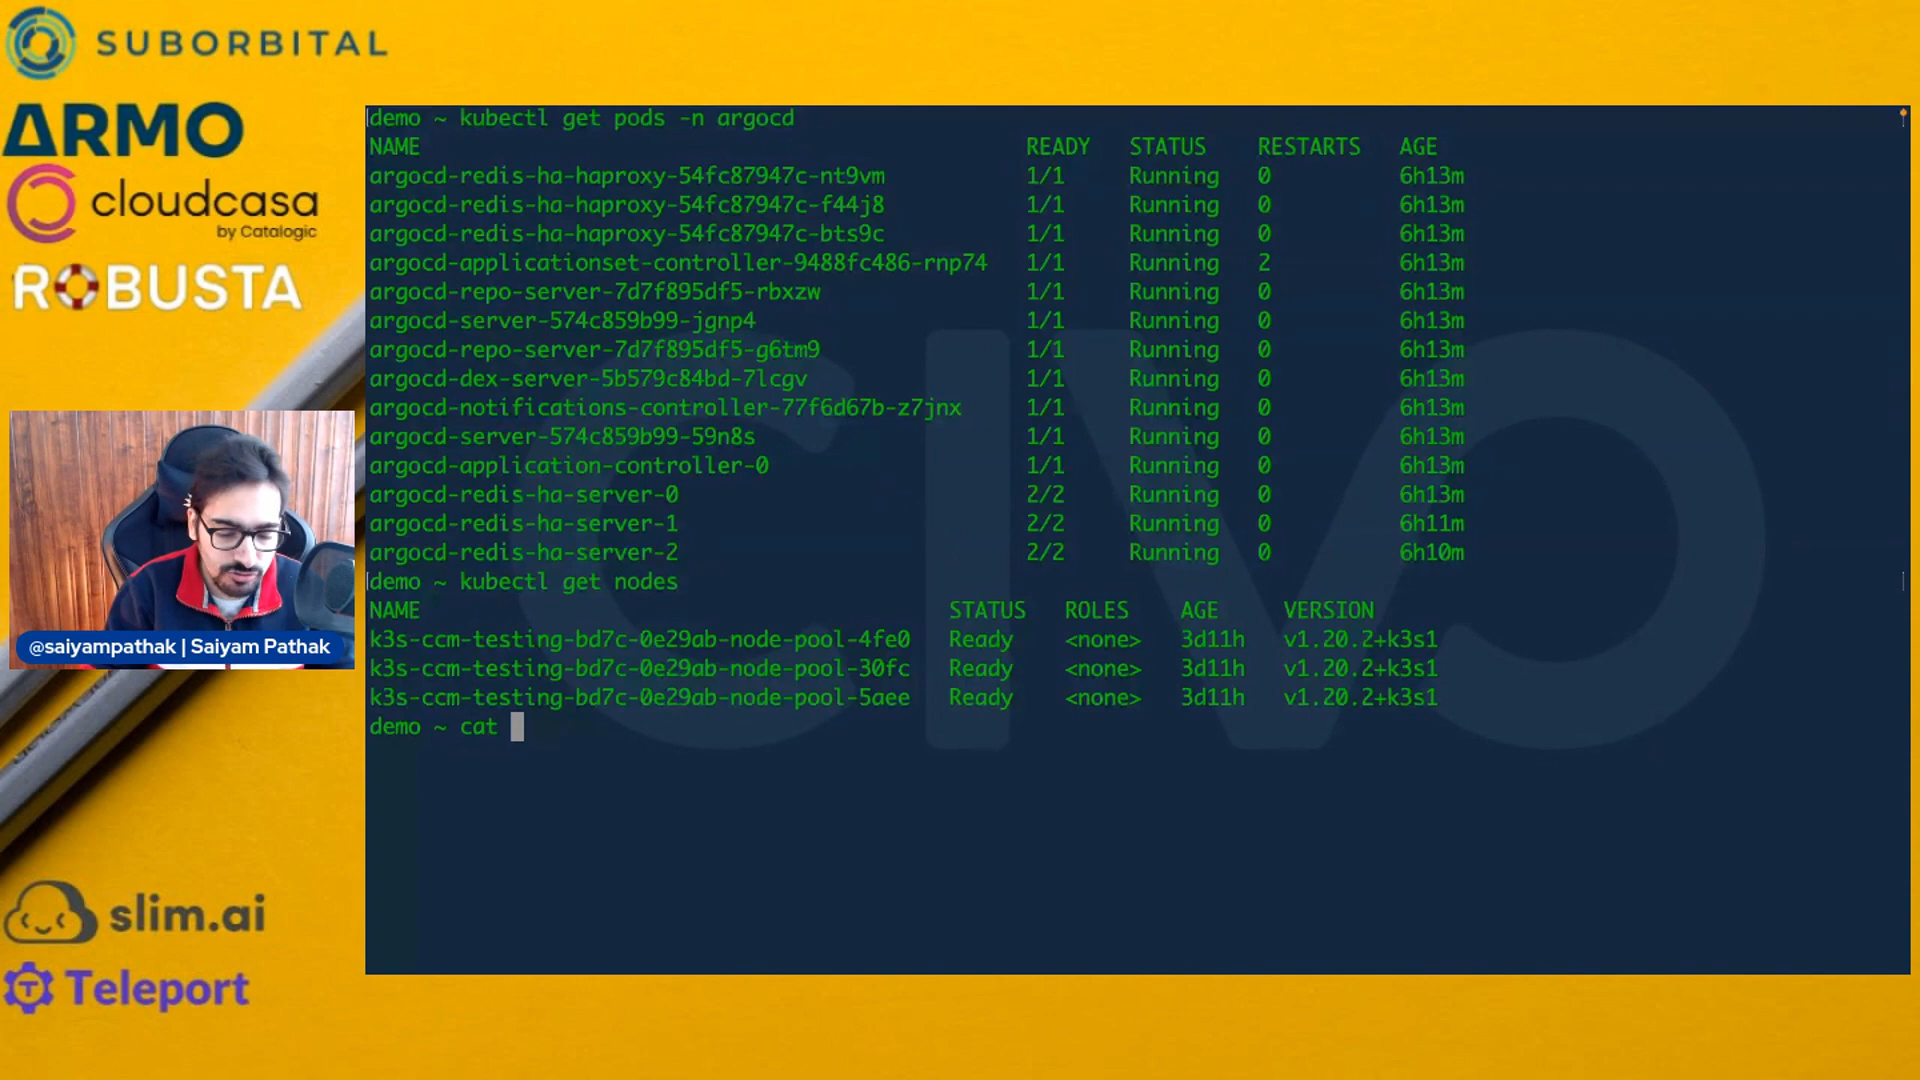 SUBORBITAL
ARMO
cloudcasa
by Catalogic
ROBUSTA
demo ~ kubectl get pods -n argocd
NAME READY STATUS RESTARTS AGE
argocd-redis-ha-haproxy-54fc87947c-nt9vm 1/1 Running 0 6h13m
argocd-redis-ha-haproxy-54fc87947c-f44j8 1/1 Running 0 6h13m
argocd-redis-ha-haproxy-54fc87947c-bts9c 1/1 Running 0 6h13m
argocd-applicationset-controller-9488fc486-rnp74 1/1 Running 2 6h13m
argocd-repo-server-7d7f895df5-rbxzw 1/1 Running 0 6h13m
argocd-server-574c859b99-jgnp4 1/1 Running 0 6h13m
argocd-repo-server-7d7f895df5-g6tm9 1/1 Running 0 6h13m
argocd-dex-server-5b579c84bd-7lcgv 1/1 Running 0 6h13m
argocd-notifications-controller-77f6d67b-z7jnx 1/1 Running 0 6h13m
argocd-server-574c859b99-59n8s 1/1 Running 0 6h13m
argocd-application-controller-0 1/1 Running 0 6h13m
argocd-redis-ha-server-0 2/2 Running 0 6h13m
argocd-redis-ha-server-1 2/2 Running 0 6h11m
argocd-redis-ha-server-2 2/2 Running 0 6h10m
demo ~ kubectl get nodes
NAME STATUS ROLES AGE VERSION
k3s-ccm-testing-bd7c-0e29ab-node-pool-4fe0 Ready <none> 3d11h v1.20.2+k3s1
k3s-ccm-testing-bd7c-0e29ab-node-pool-30fc Ready <none> 3d11h v1.20.2+k3s1
k3s-ccm-testing-bd7c-0e29ab-node-pool-5aee Ready <none> 3d11h v1.20.2+k3s1
demo ~ cat
CIVO
@saiyampathak | Saiyam Pathak
slim.ai
Teleport